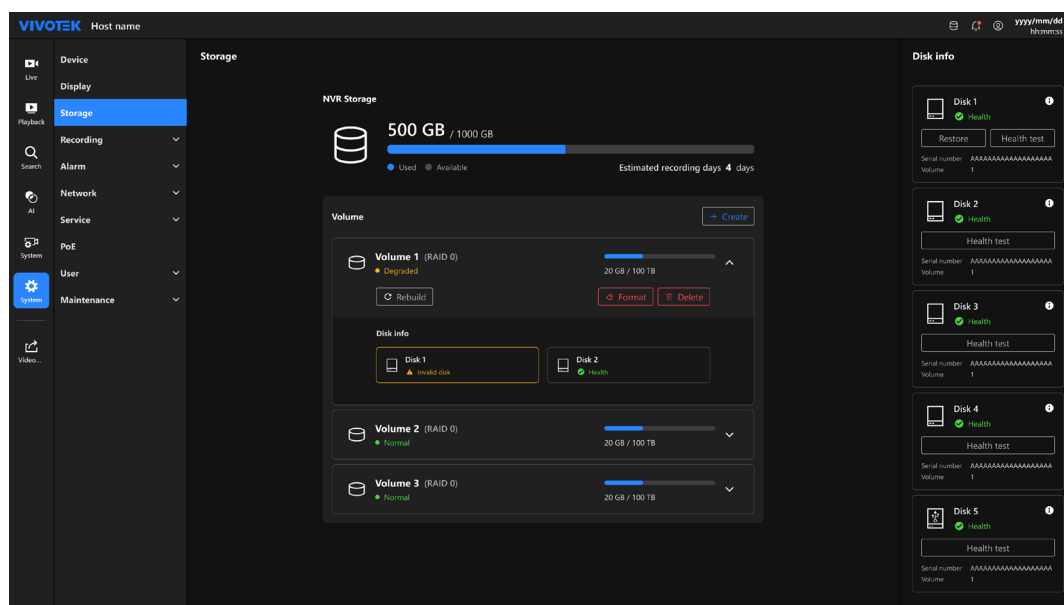 VIVOTEK Host name
yyyy/mm/dd
hh:mm:ss
Live
Playback
Search
AI
System
System
Video...
Device
Display
Storage
Recording
Alarm
Network
Service
PoE
User
Maintenance
Storage
NVR Storage
500 GB / 1000 GB
Used Available Estimated recording days 4 days
Volume + Create
Volume 1 (RAID 0)
Degraded 20 GB / 100 TB
Rebuild Format Delete
Disk info
Disk 1
Invalid disk
Disk 2
Health
Volume 2 (RAID 0)
Normal 20 GB / 100 TB
Volume 3 (RAID 0)
Normal 20 GB / 100 TB
Disk info
Disk 1
Health
Restore Health test
Serial number AAAAAAAAAAAAAAAAAAA
Volume 1
Disk 2
Health
Health test
Serial number AAAAAAAAAAAAAAAAAAA
Volume 1
Disk 3
Health
Health test
Serial number AAAAAAAAAAAAAAAAAAA
Volume 1
Disk 4
Health
Health test
Serial number AAAAAAAAAAAAAAAAAAA
Volume 1
Disk 5
Health
Health test
Serial number AAAAAAAAAAAAAAAAAAA
Volume 1